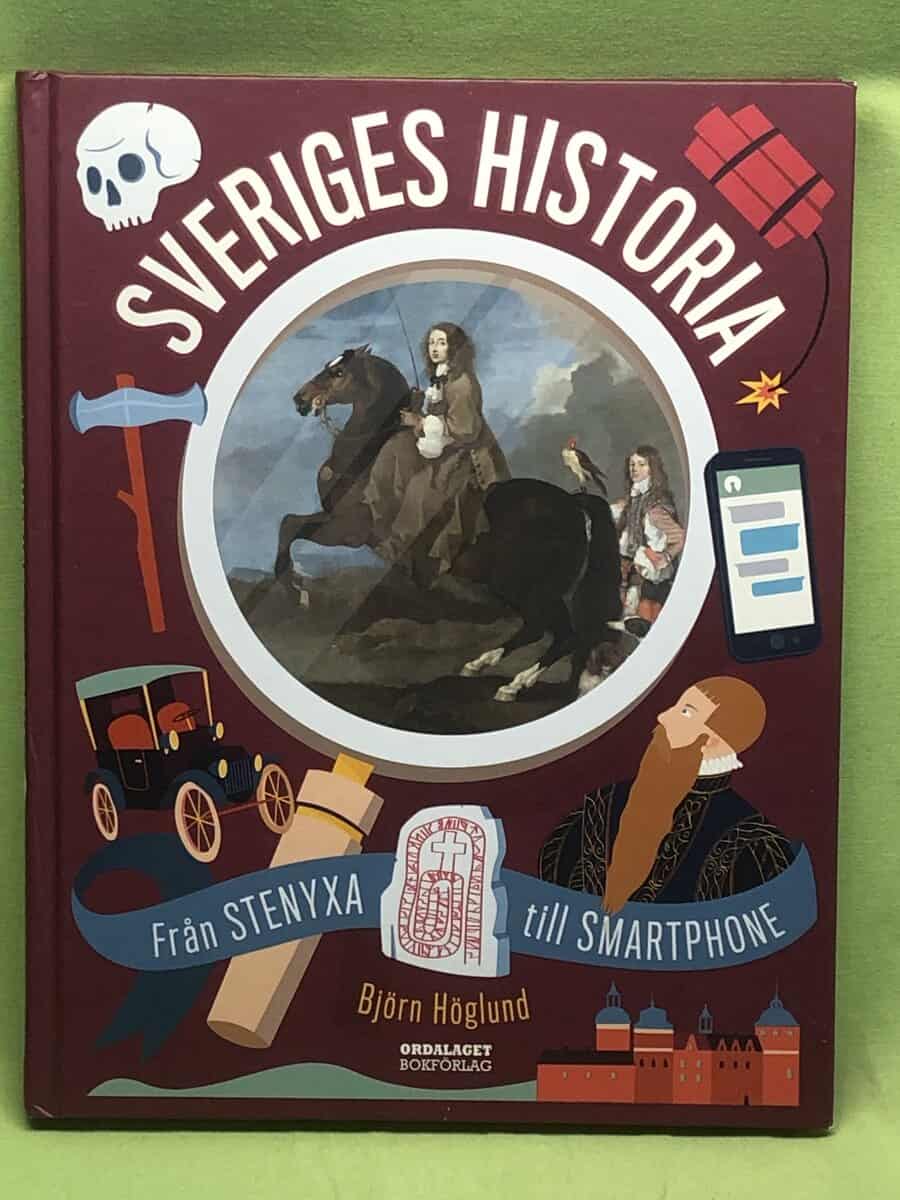 SVERIGES HISTORIA
Från STENYXA till SMARTPHONE
Björn Höglund
ORDALAGET
BOKFÖRLAG